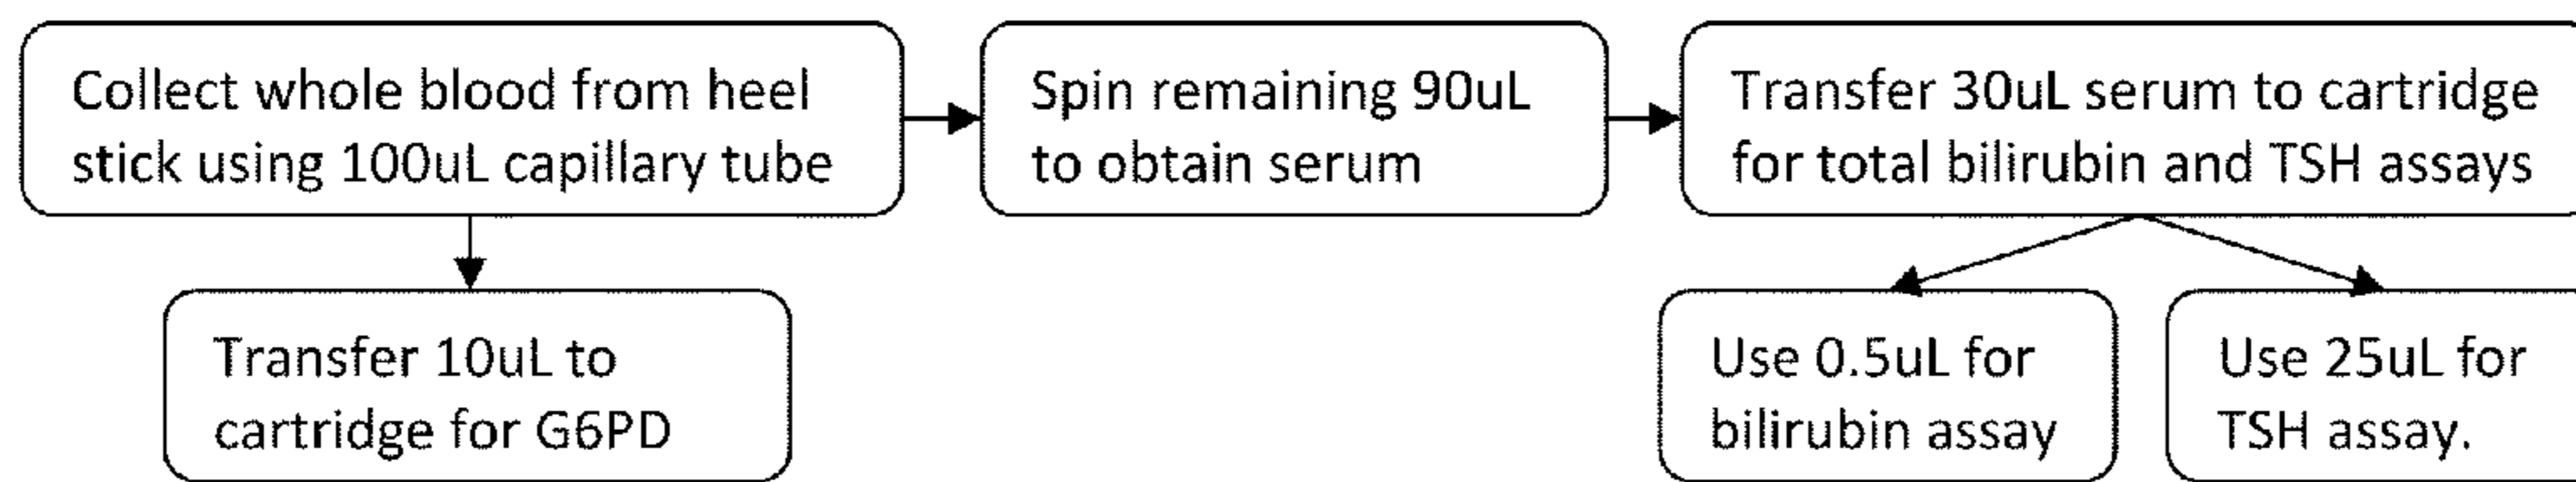 Collect whole blood from heel
stick using 100uL capillary tube
Spin remaining 90uL
to obtain serum
Transfer 30uL serum to cartridge
for total bilirubin and TSH assays
Transfer 10uL to
cartridge for G6PD
Use 0.5uL for
bilirubin assay
Use 25uL for
TSH assay.